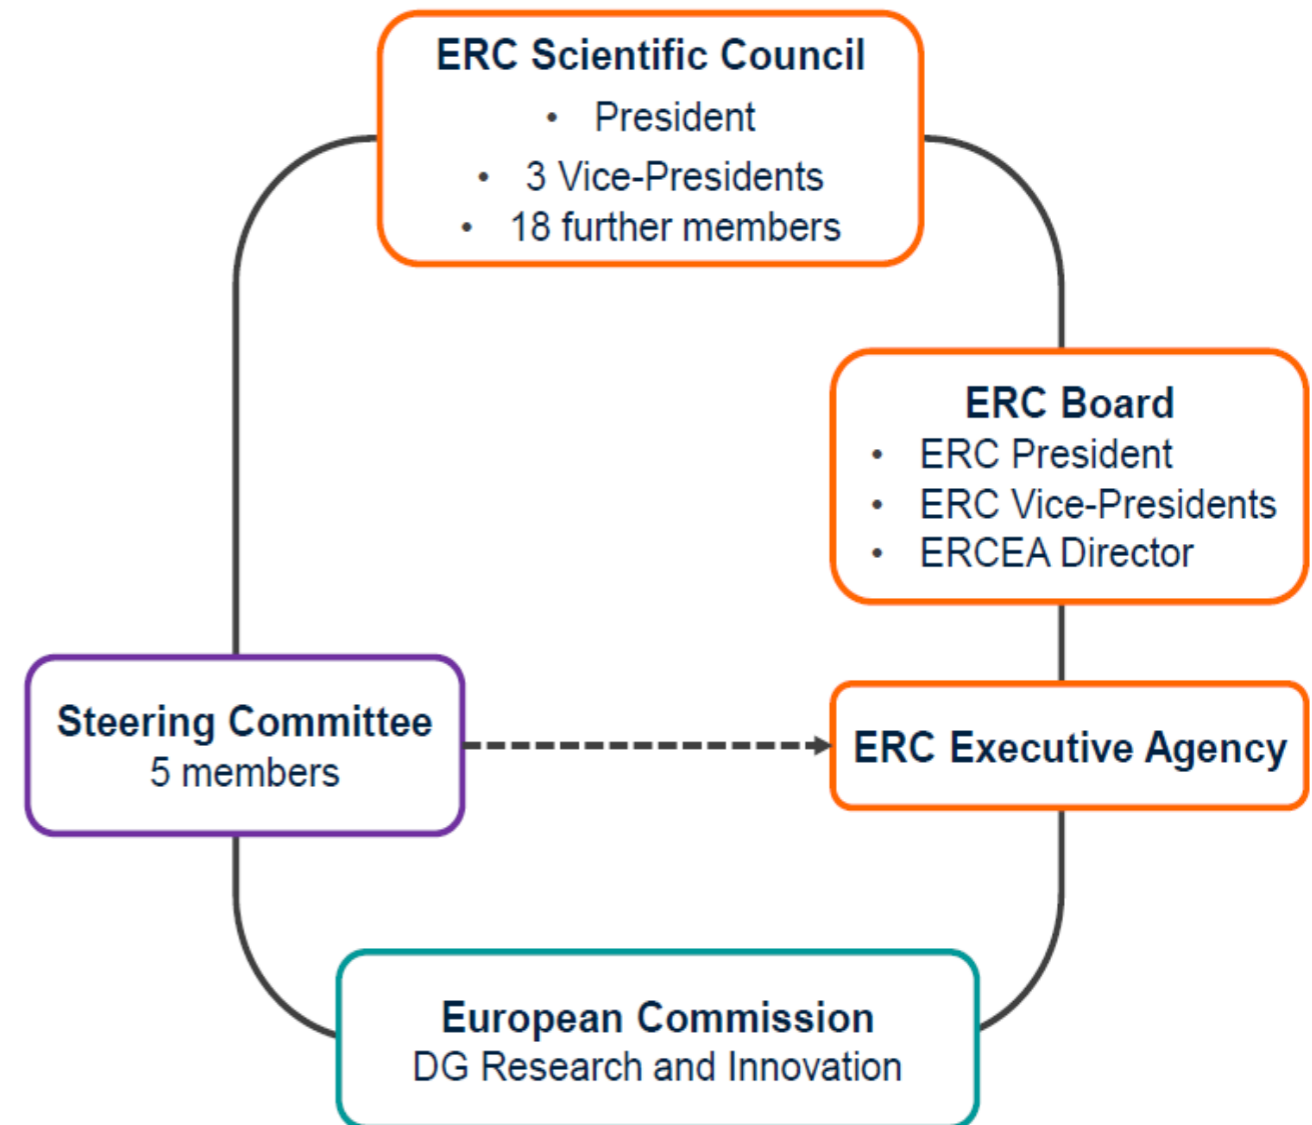 ERC Scientific Council
• President
• 3 Vice-Presidents
• 18 further members
ERC Board
• ERC President
• ERC Vice-Presidents
• ERCEA Director
Steering Committee
5 members
ERC Executive Agency
European Commission
DG Research and Innovation